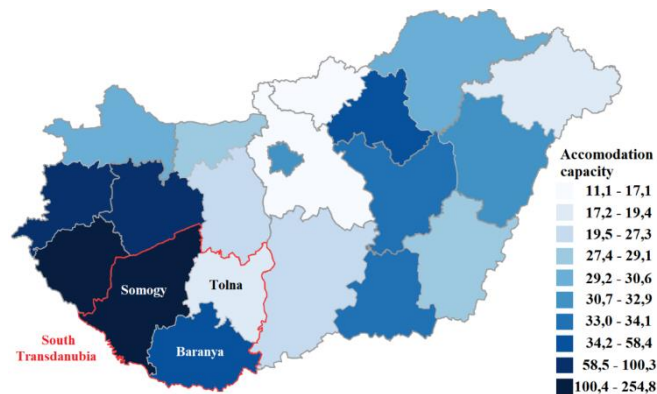 Accomodation
capacity
11,1 - 17,1
17,2 - 19,4
19,5 - 27,3
27,4 - 29,1
29,2 - 30,6
30,7 - 32,9
33,0 - 34,1
34,2 - 58,4
58,5 - 100,3
100,4 - 254,8
Somogy
Tolna
Baranya
South
Transdanubia